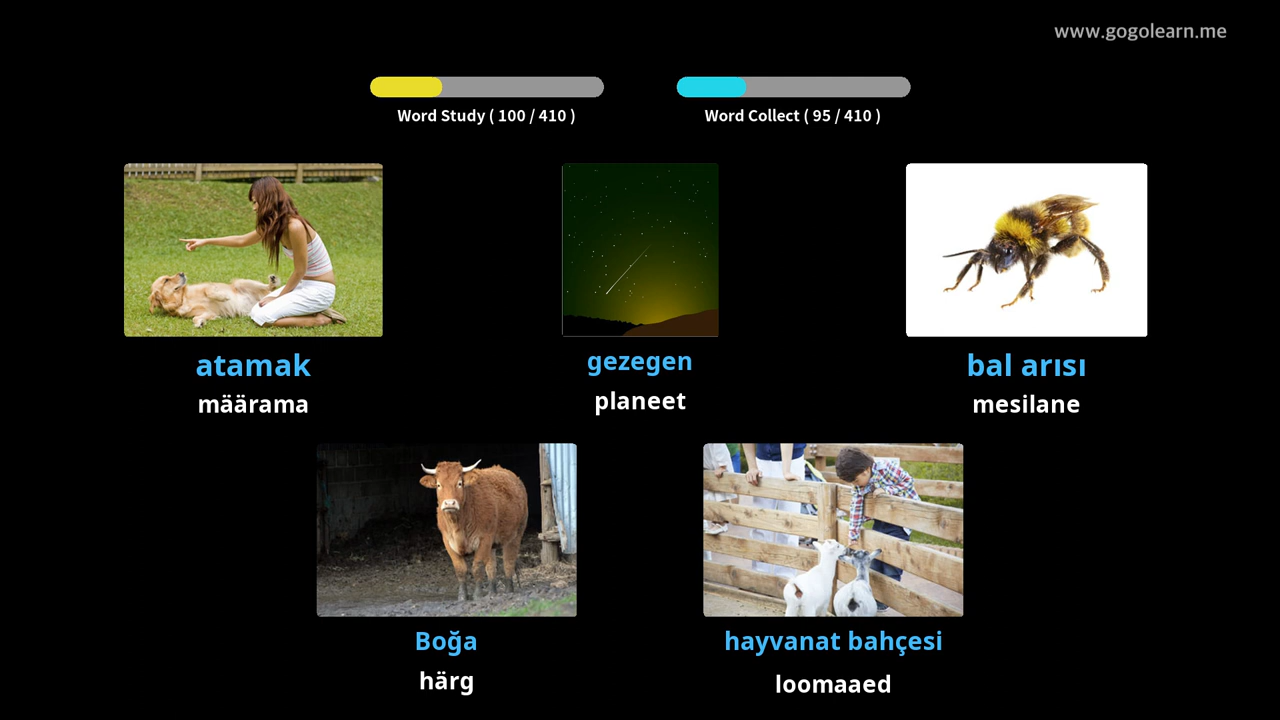 www.gogolearn.me
Word Study ( 100 / 410 )
Word Collect ( 95 / 410 )
atamak
määrama
gezegen
planeet
bal arısı
mesilane
Boğa
härg
hayvanat bahçesi
loomaaed